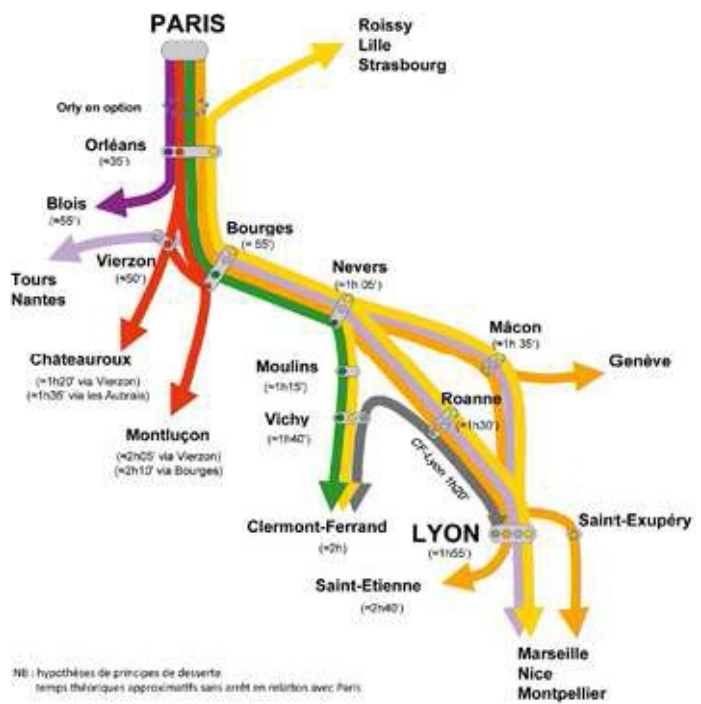 PARIS
Roissy
Lille
Strasbourg
Orly en option
Orléans
(≈35')
Blois
(≈55')
Bourges
(≈ 55')
Vierzon
(≈50')
Tours
Nantes
Nevers
(≈1h 05')
Mâcon
(≈1h 35')
Genève
Châteauroux
(≈1h20' via Vierzon)
(≈1h35' via les Aubrais)
Moulins
(≈1h15')
Roanne
(≈1h30')
Vichy
(≈1h40')
Montluçon
(≈2h05' via Vierzon)
(≈2h10' via Bourges)
CF-Lyon 1h20'
Clermont-Ferrand
(≈2h)
LYON
(≈1h55')
Saint-Exupéry
Saint-Etienne
(≈2h40')
Marseille
Nice
Montpellier
NB : hypothèses de principes de desserte
temps théoriques approximatifs sans arrêt en relation avec Paris